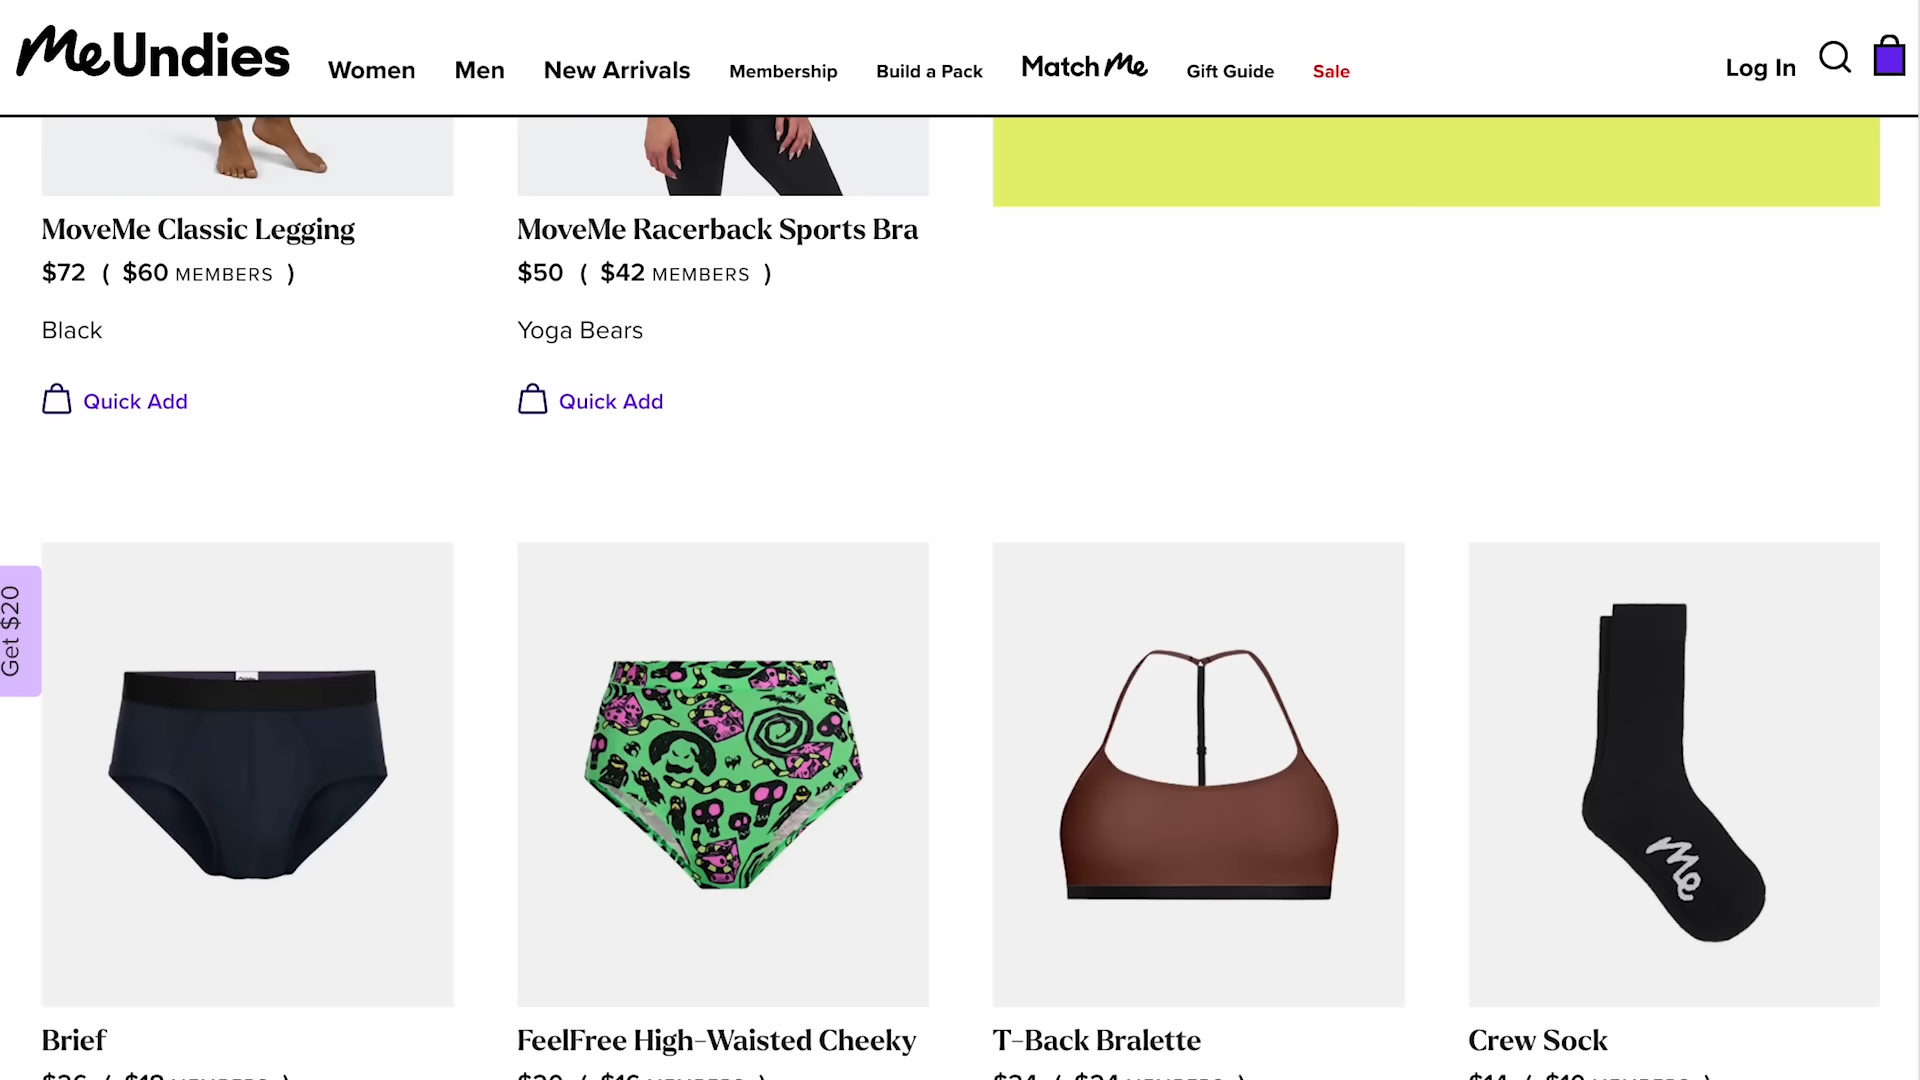 MeUndies
Women
Men
New Arrivals
Membership
Build a Pack
Match Me
Gift Guide
Sale
Log In
MoveMe Classic Legging
$72 ( $60 MEMBERS )
Black
Quick Add
MoveMe Racerback Sports Bra
$50 ( $42 MEMBERS )
Yoga Bears
Quick Add
Get $20
Me
Brief
FeelFree High-Waisted Cheeky
T-Back Bralette
Crew Sock